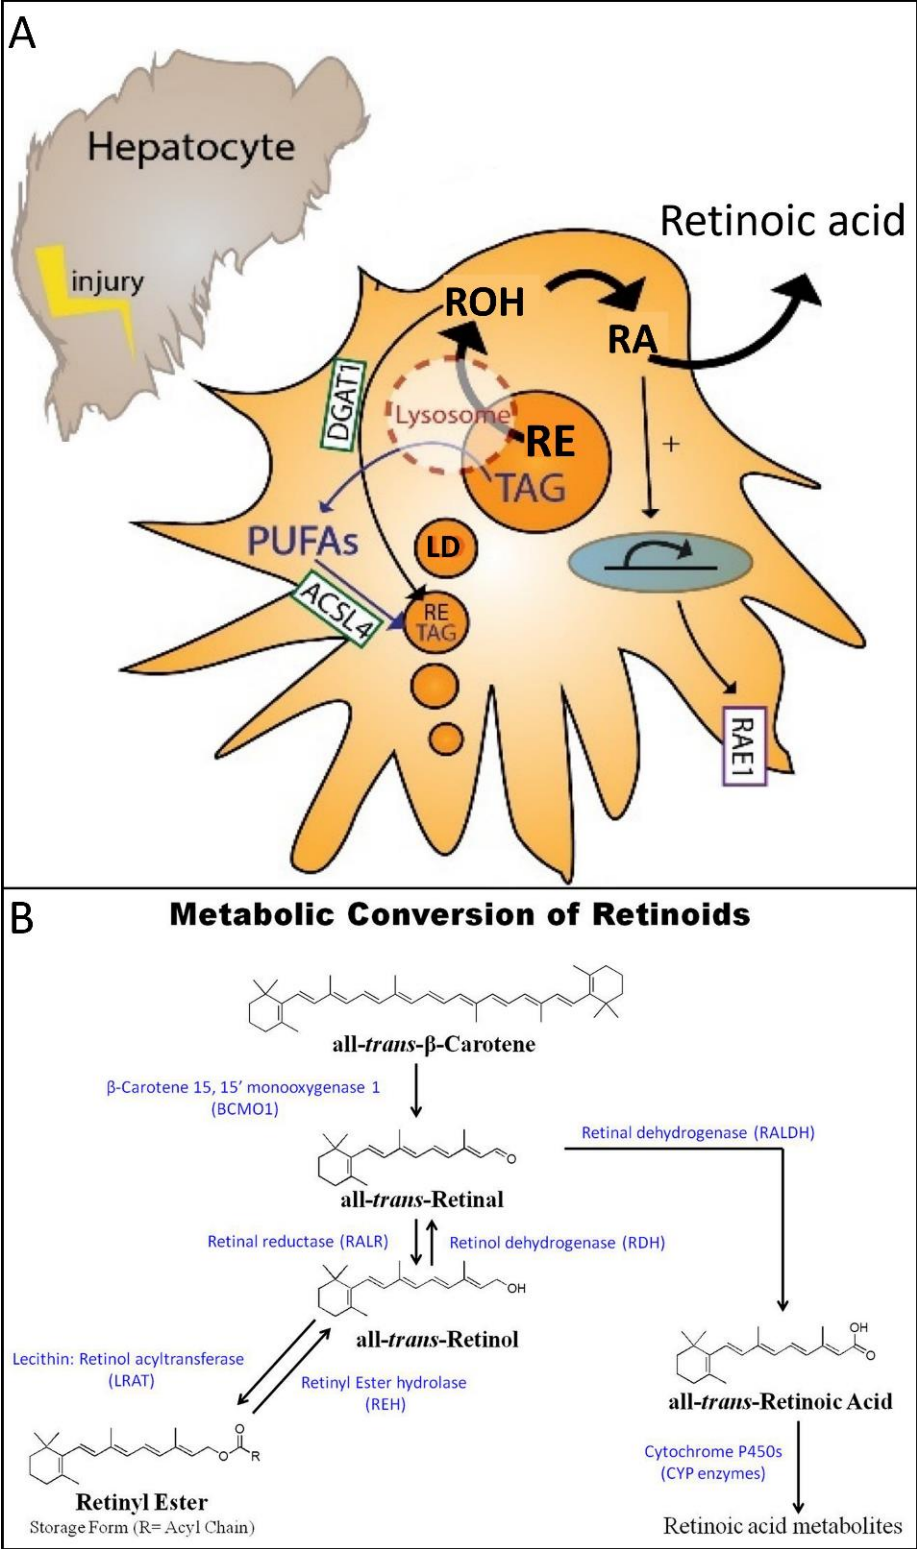 A
Hepatocyte
injury
Retinoic acid
ROH
RA
DGAT1
Lysosome
RE
TAG
+
PUFAs
LD
ACSL4
RE
TAG
RAE1
B
Metabolic Conversion of Retinoids
all-trans-β-Carotene
β-Carotene 15, 15’ monooxygenase 1
(BCMO1)
Retinal dehydrogenase (RALDH)
O
all-trans-Retinal
Retinal reductase (RALR)
Retinol dehydrogenase (RDH)
OH
all-trans-Retinol
OH
O
Lecithin: Retinol acyltransferase
(LRAT)
Retinyl Ester hydrolase
(REH)
all-trans-Retinoic Acid
O
O
R
Cytochrome P450s
(CYP enzymes)
Retinyl Ester
Storage Form (R= Acyl Chain)
Retinoic acid metabolites